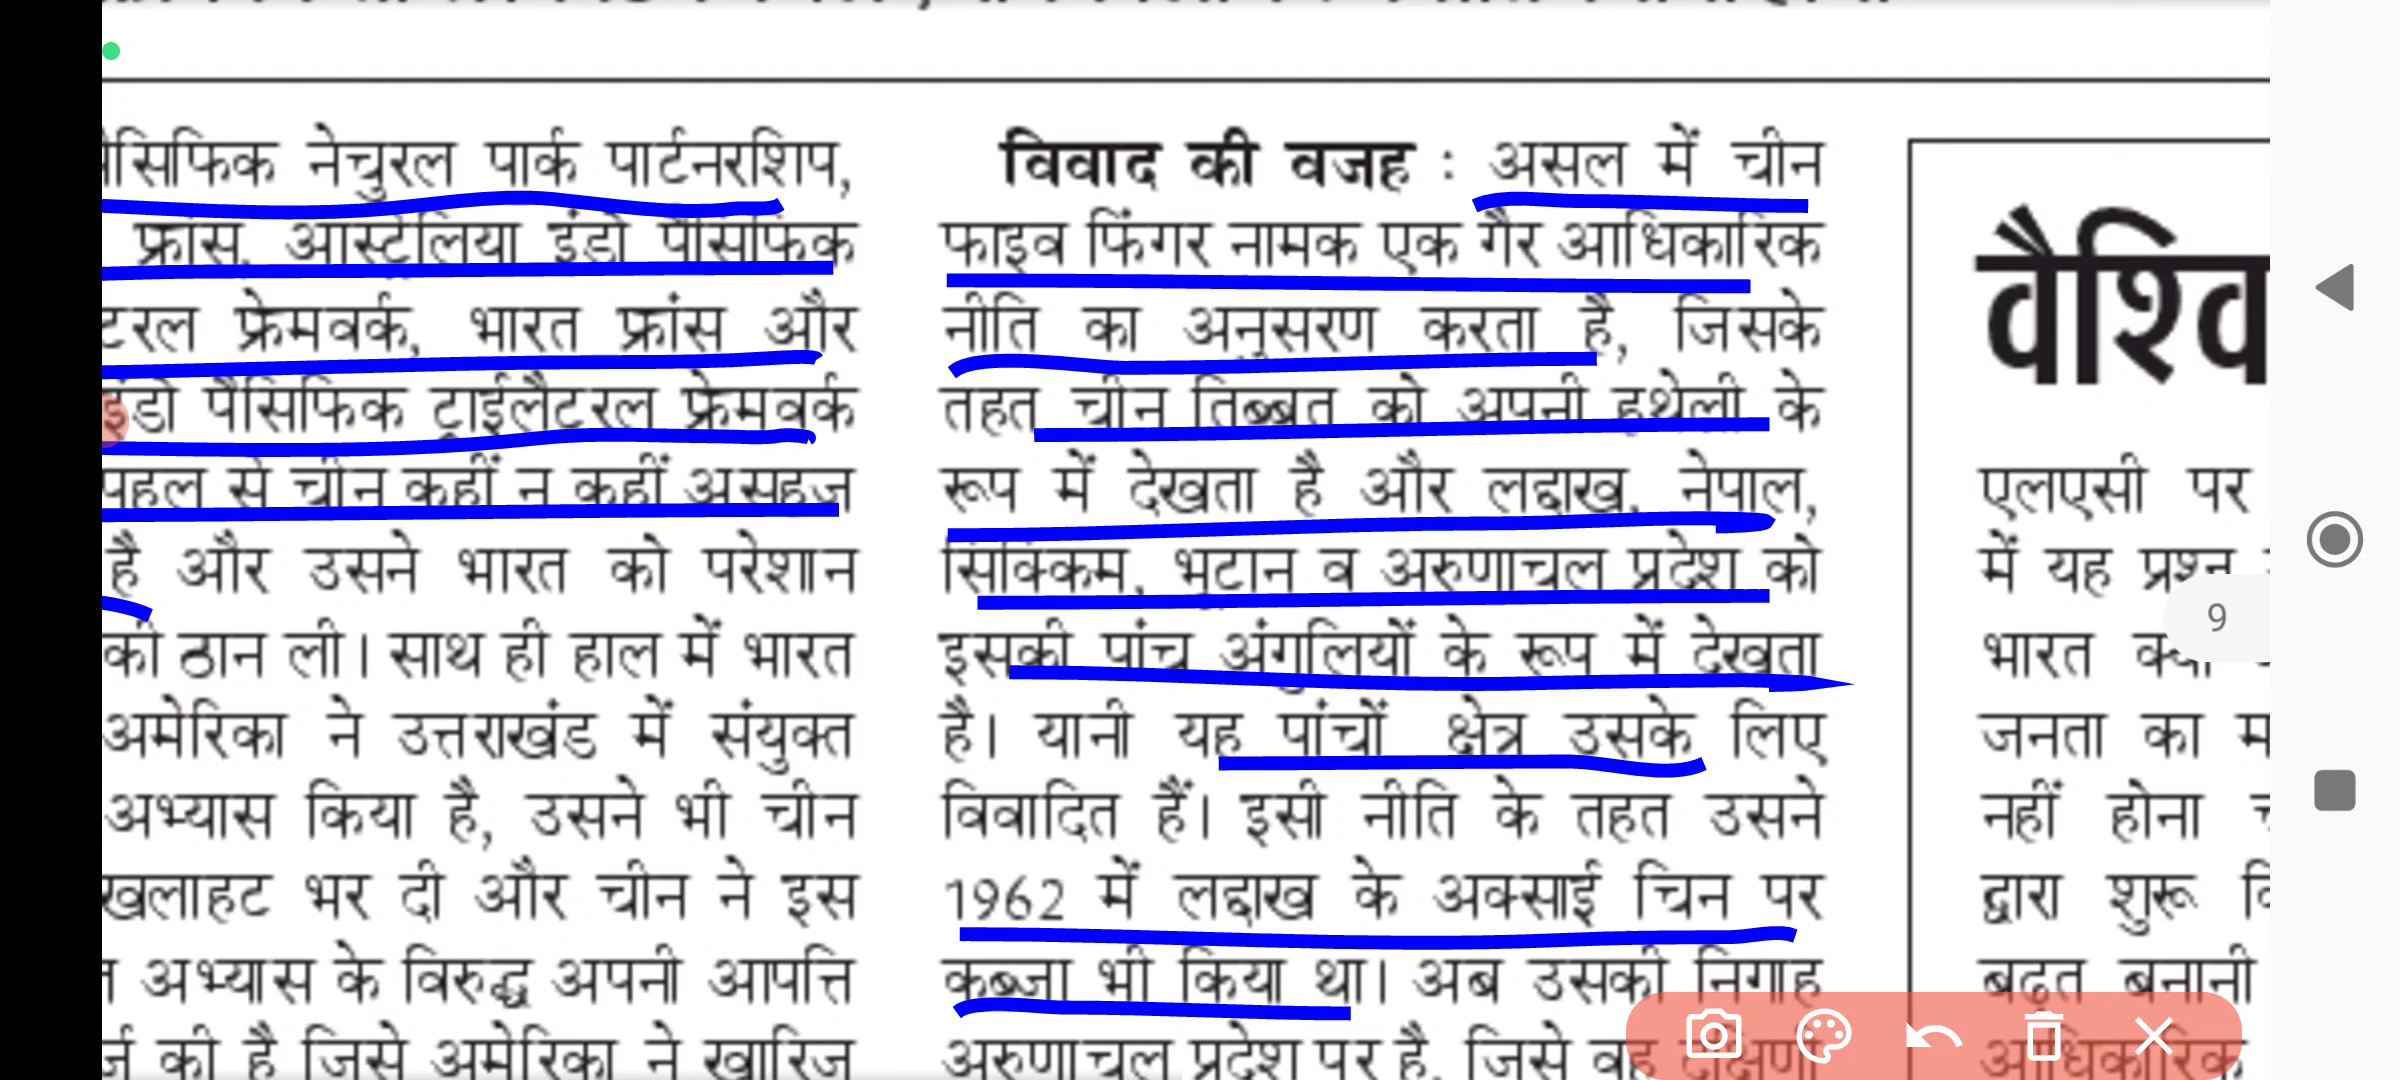 पैसिफिक नेचुरल पार्क पार्टनरशिप,
फ्रांस, आस्ट्रेलिया इंडो पैसिफिक
फ्रेमवर्क, भारत फ्रांस और
इंडो पैसिफिक ट्राईलैटरल फ्रेमवर्क
पहल से चीन कहीं न कहीं असहज
है और उसने भारत को परेशान
की ठान ली। साथ ही हाल में भारत
अमेरिका ने उत्तराखंड में संयुक्त
अभ्यास किया है, उसने भी चीन
भर दी और चीन ने इस
अभ्यास के विरुद्ध अपनी आपत्ति
की है जिसे अमेरिका ने खारिज
विवाद की वजह : असल में चीन
फाइव फिंगर नामक एक गैर आधिकारिक
नीति का अनुसरण करता है, जिसके
तहत चीन तिब्बत को अपनी हथेली के
रूप में देखता है और लद्दाख, नेपाल,
सिक्किम, भूटान व अरुणाचल प्रदेश को
इसकी पांच अंगुलियों के रूप में देखता
है। यानी यह पांचों क्षेत्र उसके लिए
विवादित हैं। इसी नीति के तहत उसने
1962 में लद्दाख के अक्साई चिन पर
कब्जा भी किया था। अब उसकी निगाह
अरुणाचल प्रदेश पर है, जिसे वह दक्षिणी
वैश्वि
एलएसी पर
में यह प्रश्न
भारत क्या
जनता का
नहीं होना
द्वारा शुरू
बढ़त बनानी
आधिकारिक
9